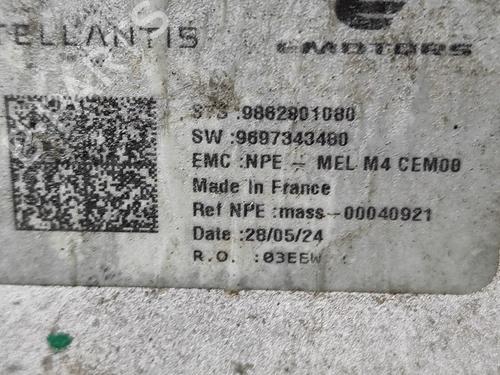 TELLANTIS
EMOTORS
STS :9862901080
SW :9697343480
EMC :NPE - MEL M4 CEM00
Made In France
Ref NPE :mass-00040921
Date :28/05/24
R.O. :03EEW